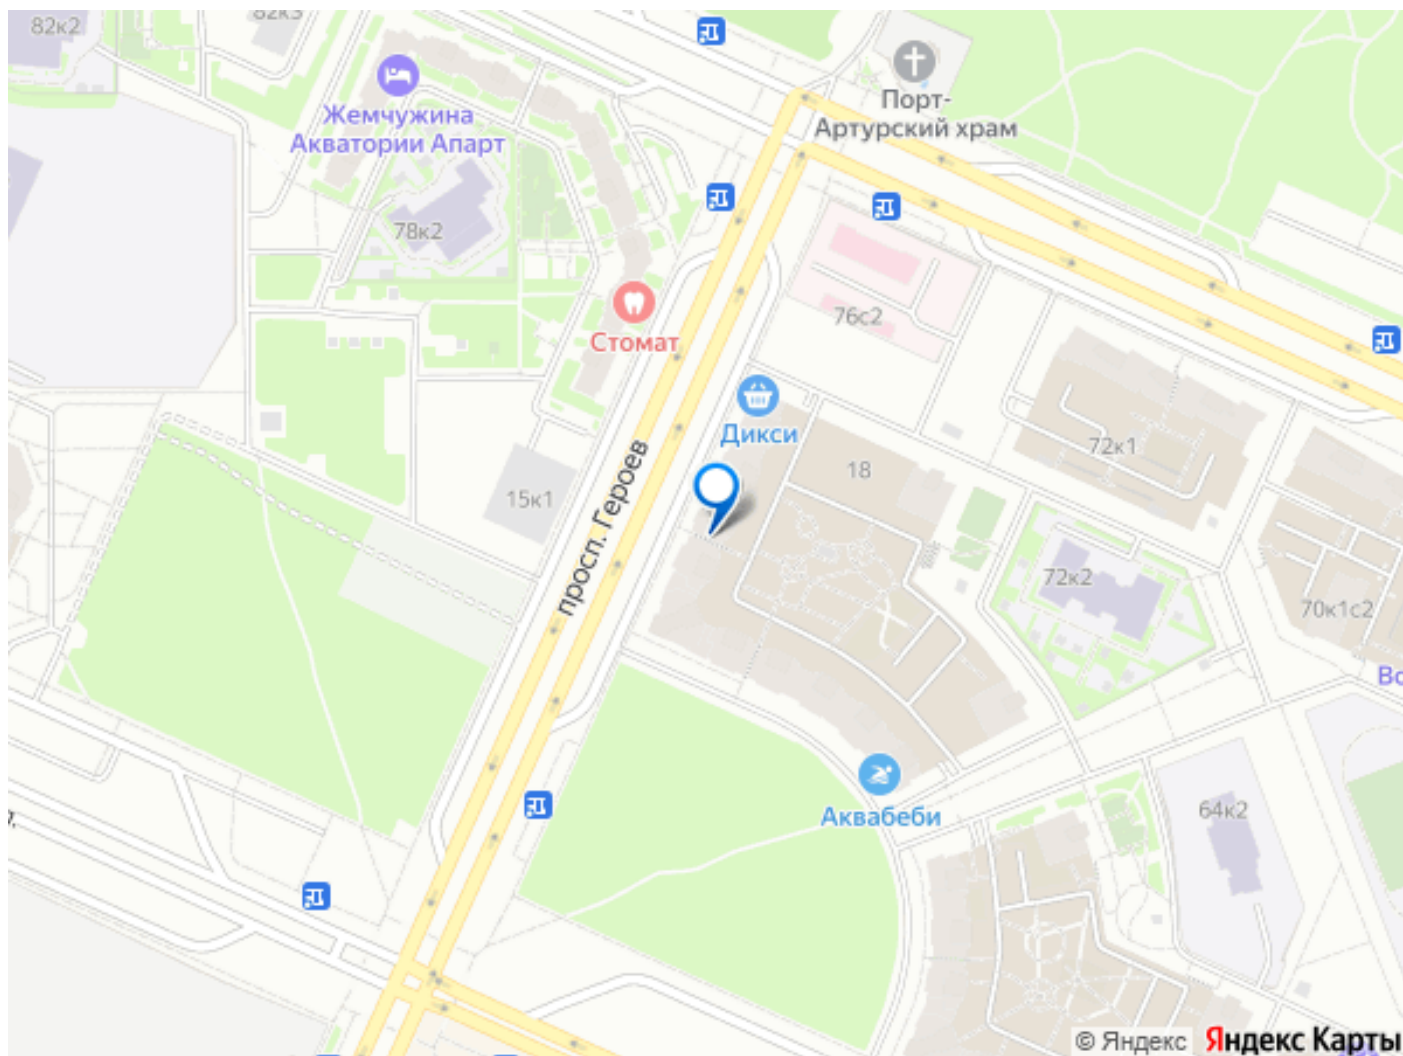 82к2
82к3
Жемчужина
Акватории Апарт
Порт-
Артурский храм
78к2
76с2
Стомат
Дикси
просп. Героев
18
72к1
15к1
72к2
70к1с2
Аквабеби
64к2
© Яндекс
Яндекс Карты